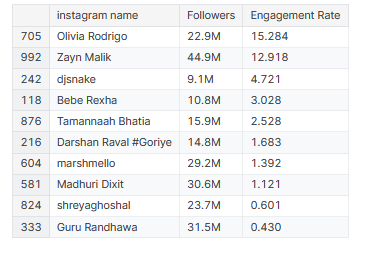 instagram name Followers Engagement Rate
705 Olivia Rodrigo 22.9M 15.284
992 Zayn Malik 44.9M 12.918
242 djsnake 9.1M 4.721
118 Bebe Rexha 10.8M 3.028
876 Tamannaah Bhatia 15.9M 2.528
216 Darshan Raval #Goriye 14.8M 1.683
604 marshmello 29.2M 1.392
581 Madhuri Dixit 30.6M 1.121
824 shreyaghoshal 23.7M 0.601
333 Guru Randhawa 31.5M 0.430